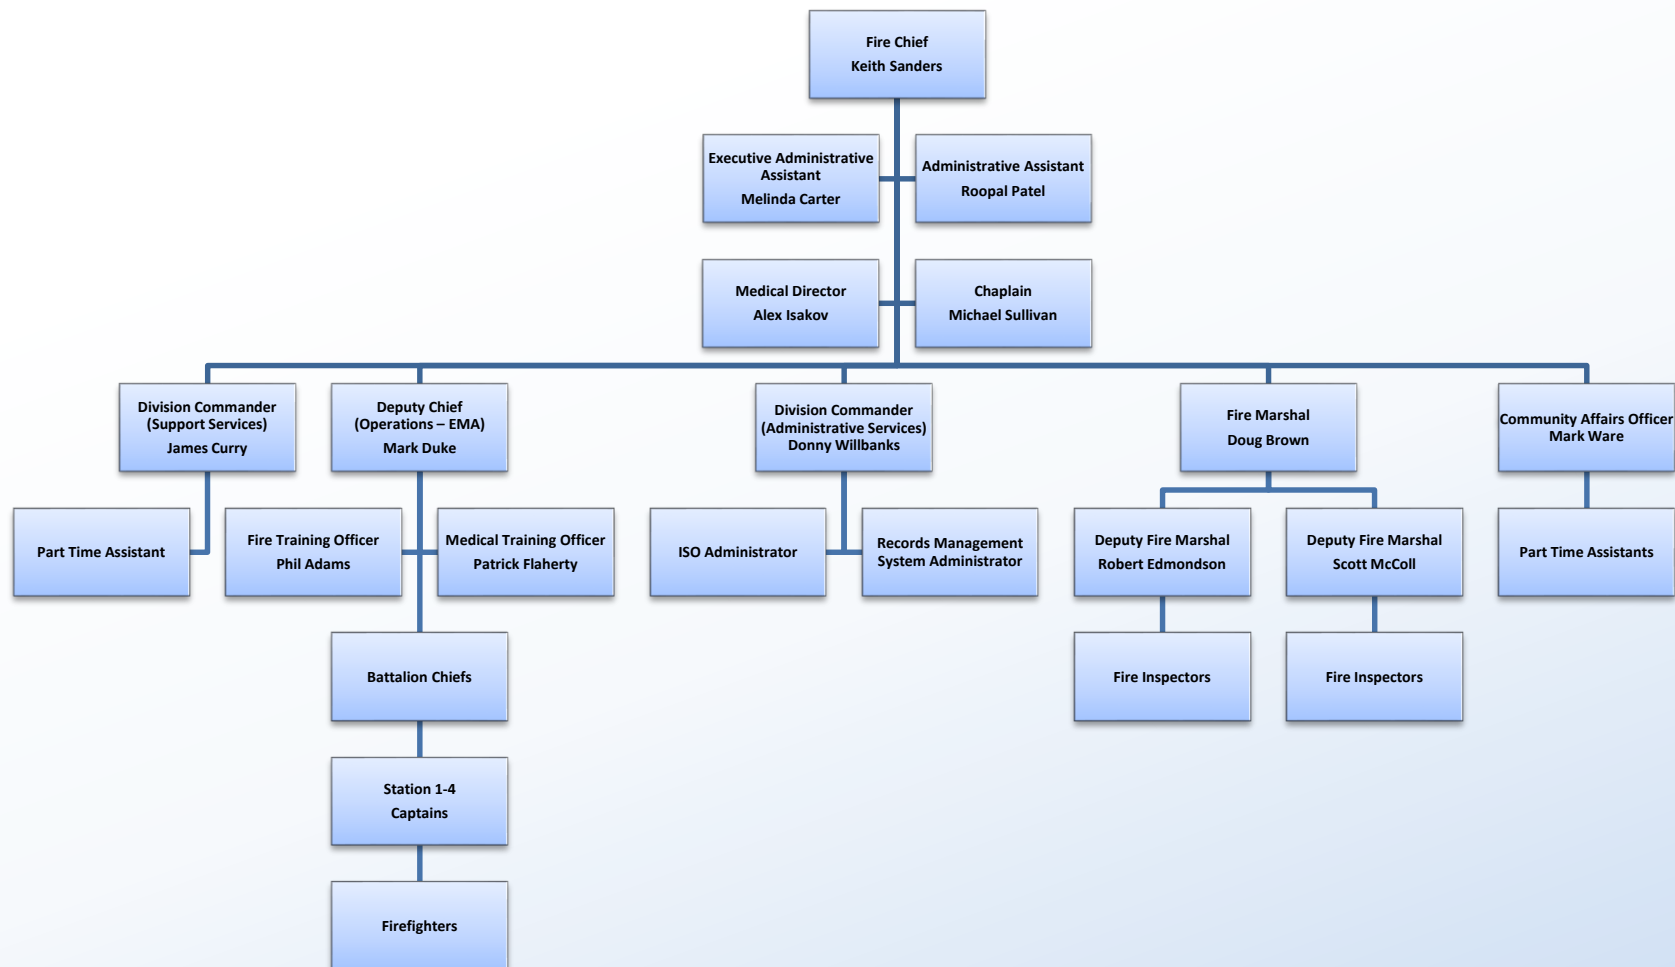 Fire Chief
Keith Sanders
Executive Administrative
Assistant
Melinda Carter
Administrative Assistant
Roopal Patel
Medical Director
Alex Isakov
Chaplain
Michael Sullivan
Division Commander
(Support Services)
James Curry
Deputy Chief
(Operations – EMA)
Mark Duke
Division Commander
(Administrative Services)
Donny Willbanks
Fire Marshal
Doug Brown
Community Affairs Officer
Mark Ware
Part Time Assistant
Fire Training Officer
Phil Adams
Medical Training Officer
Patrick Flaherty
ISO Administrator
Records Management
System Administrator
Deputy Fire Marshal
Robert Edmondson
Deputy Fire Marshal
Scott McColl
Part Time Assistants
Battalion Chiefs
Fire Inspectors
Fire Inspectors
Station 1-4
Captains
Firefighters